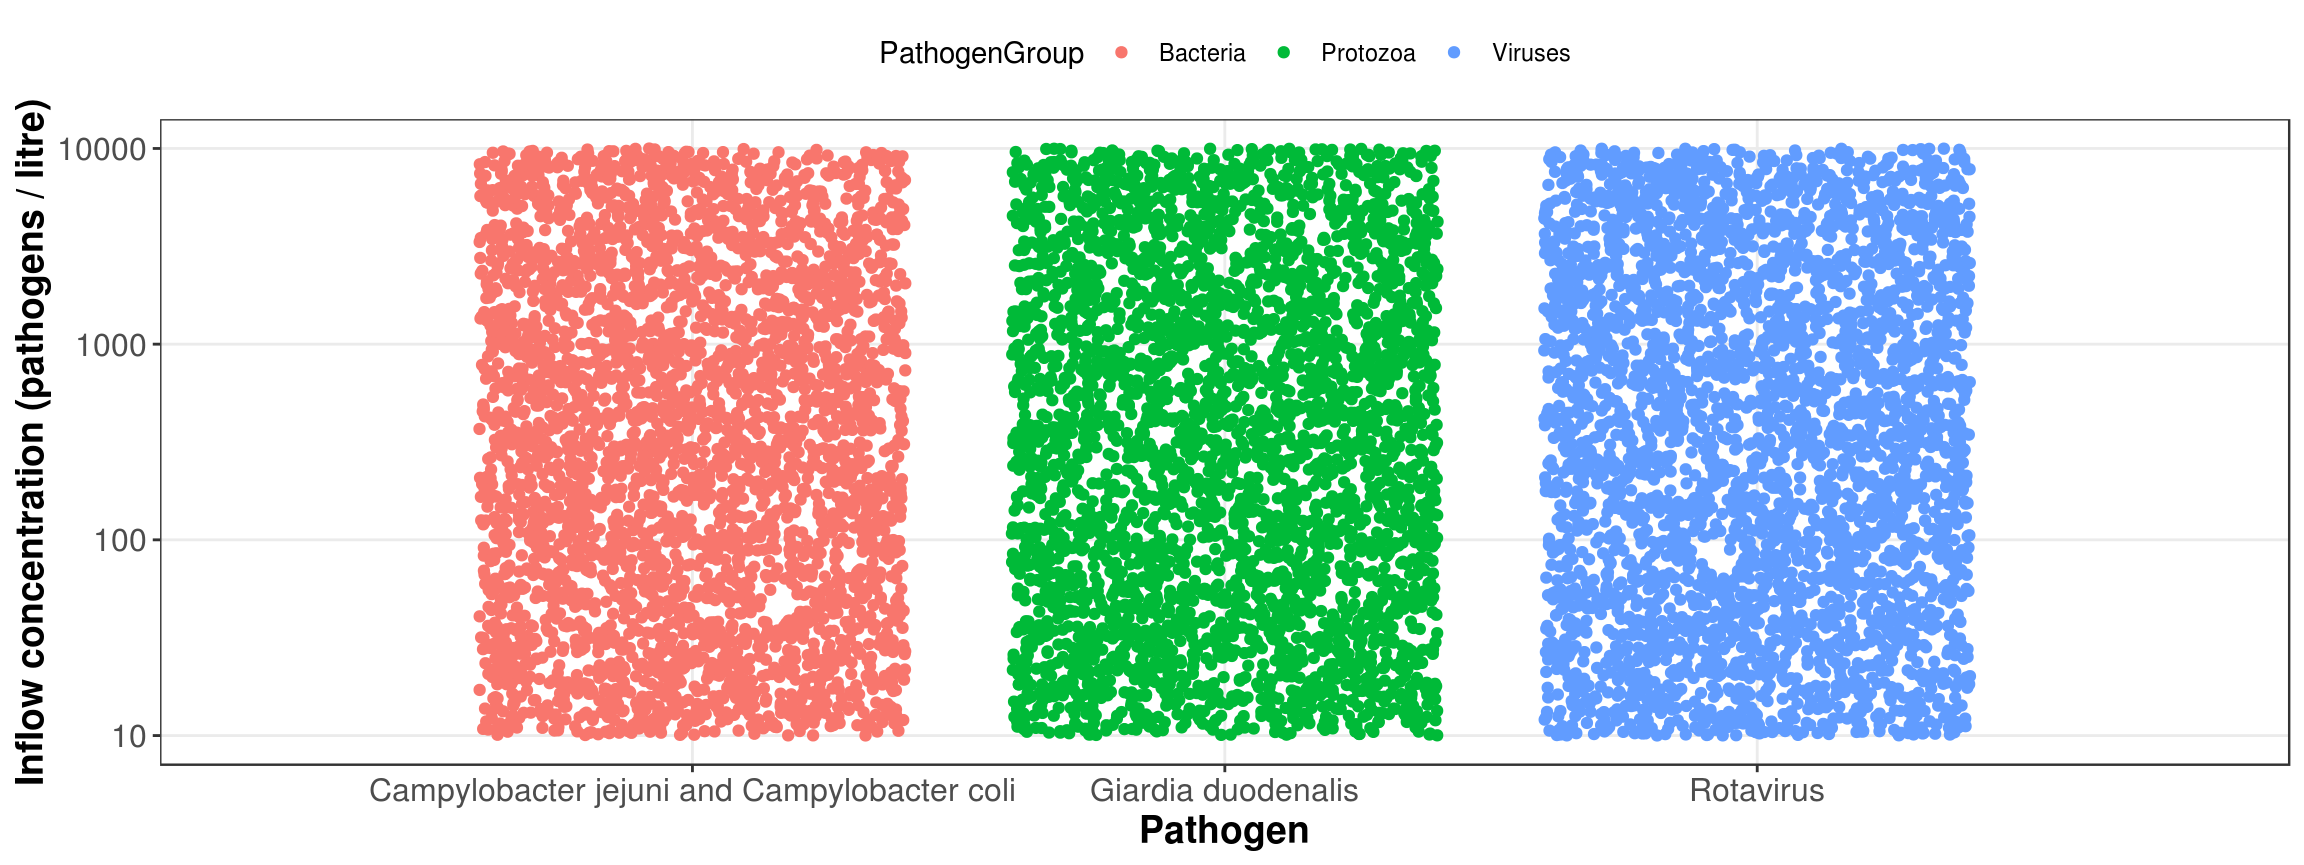 PathogenGroup Bacteria Protozoa Viruses
Inflow concentration (pathogens / litre)
10000
1000
100
10
Campylobacter jejuni and Campylobacter coli Giardia duodenalis Rotavirus
Pathogen